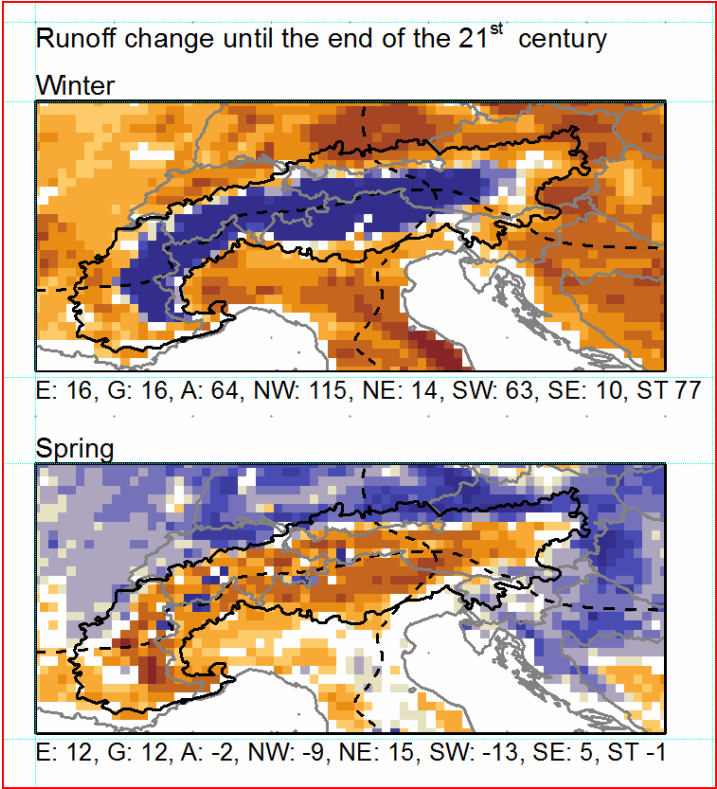 Runoff change until the end of the 21st century
Winter
E: 16, G: 16, A: 64, NW: 115, NE: 14, SW: 63, SE: 10, ST 77
Spring
E: 12, G: 12, A: -2, NW: -9, NE: 15, SW: -13, SE: 5, ST -1